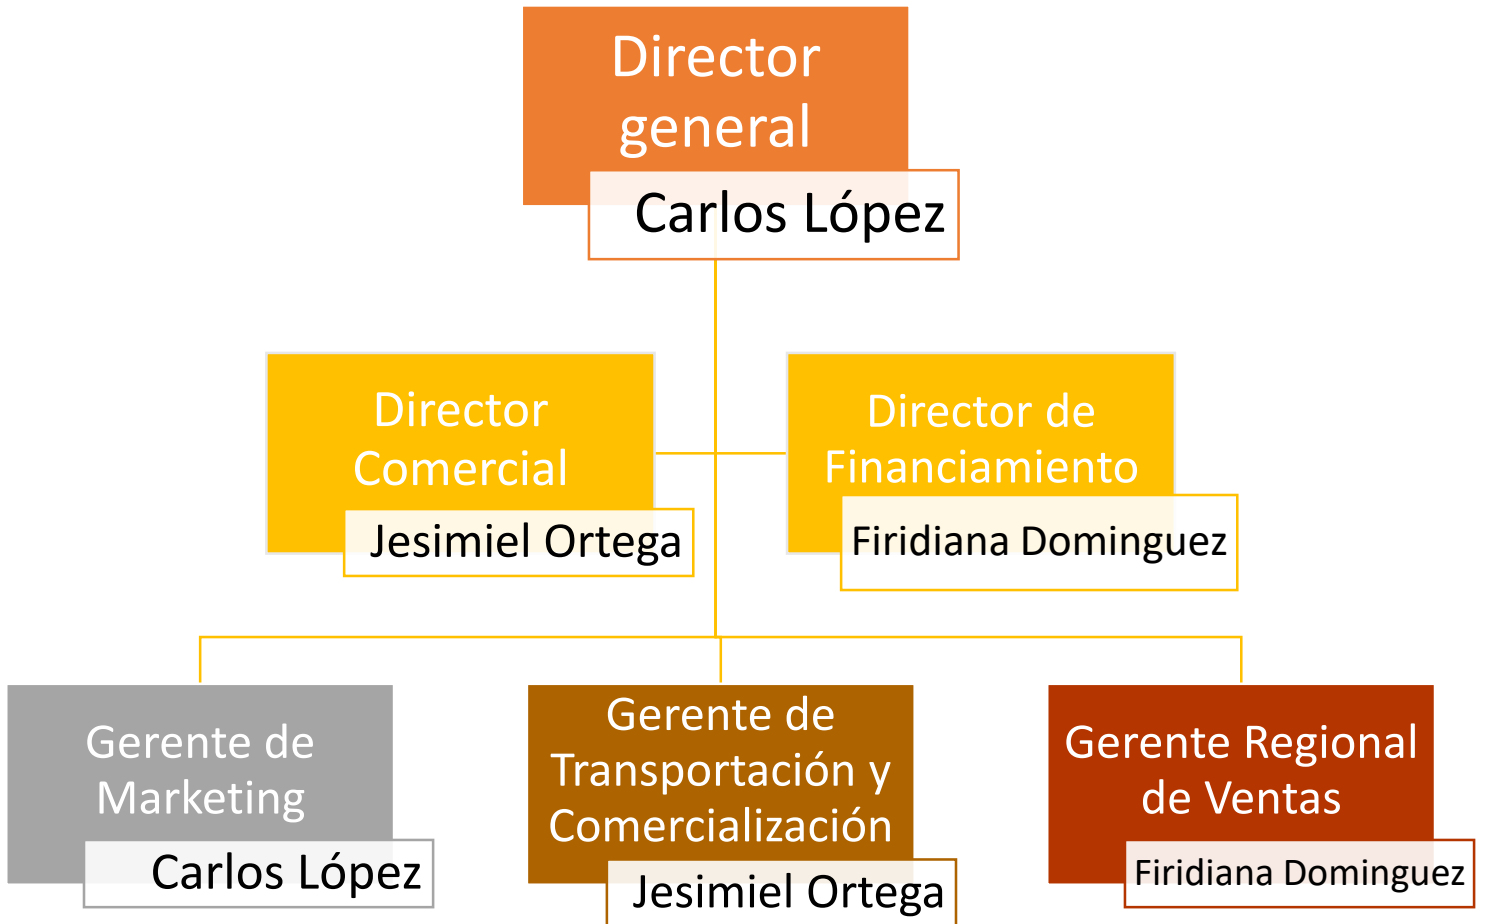 Director
general
Carlos López
Director
Comercial
Jesimiel Ortega
Director de
Financiamiento
Firidiana Dominguez
Gerente de
Marketing
Carlos López
Gerente de
Transportación y
Comercialización
Jesimiel Ortega
Gerente Regional
de Ventas
Firidiana Dominguez